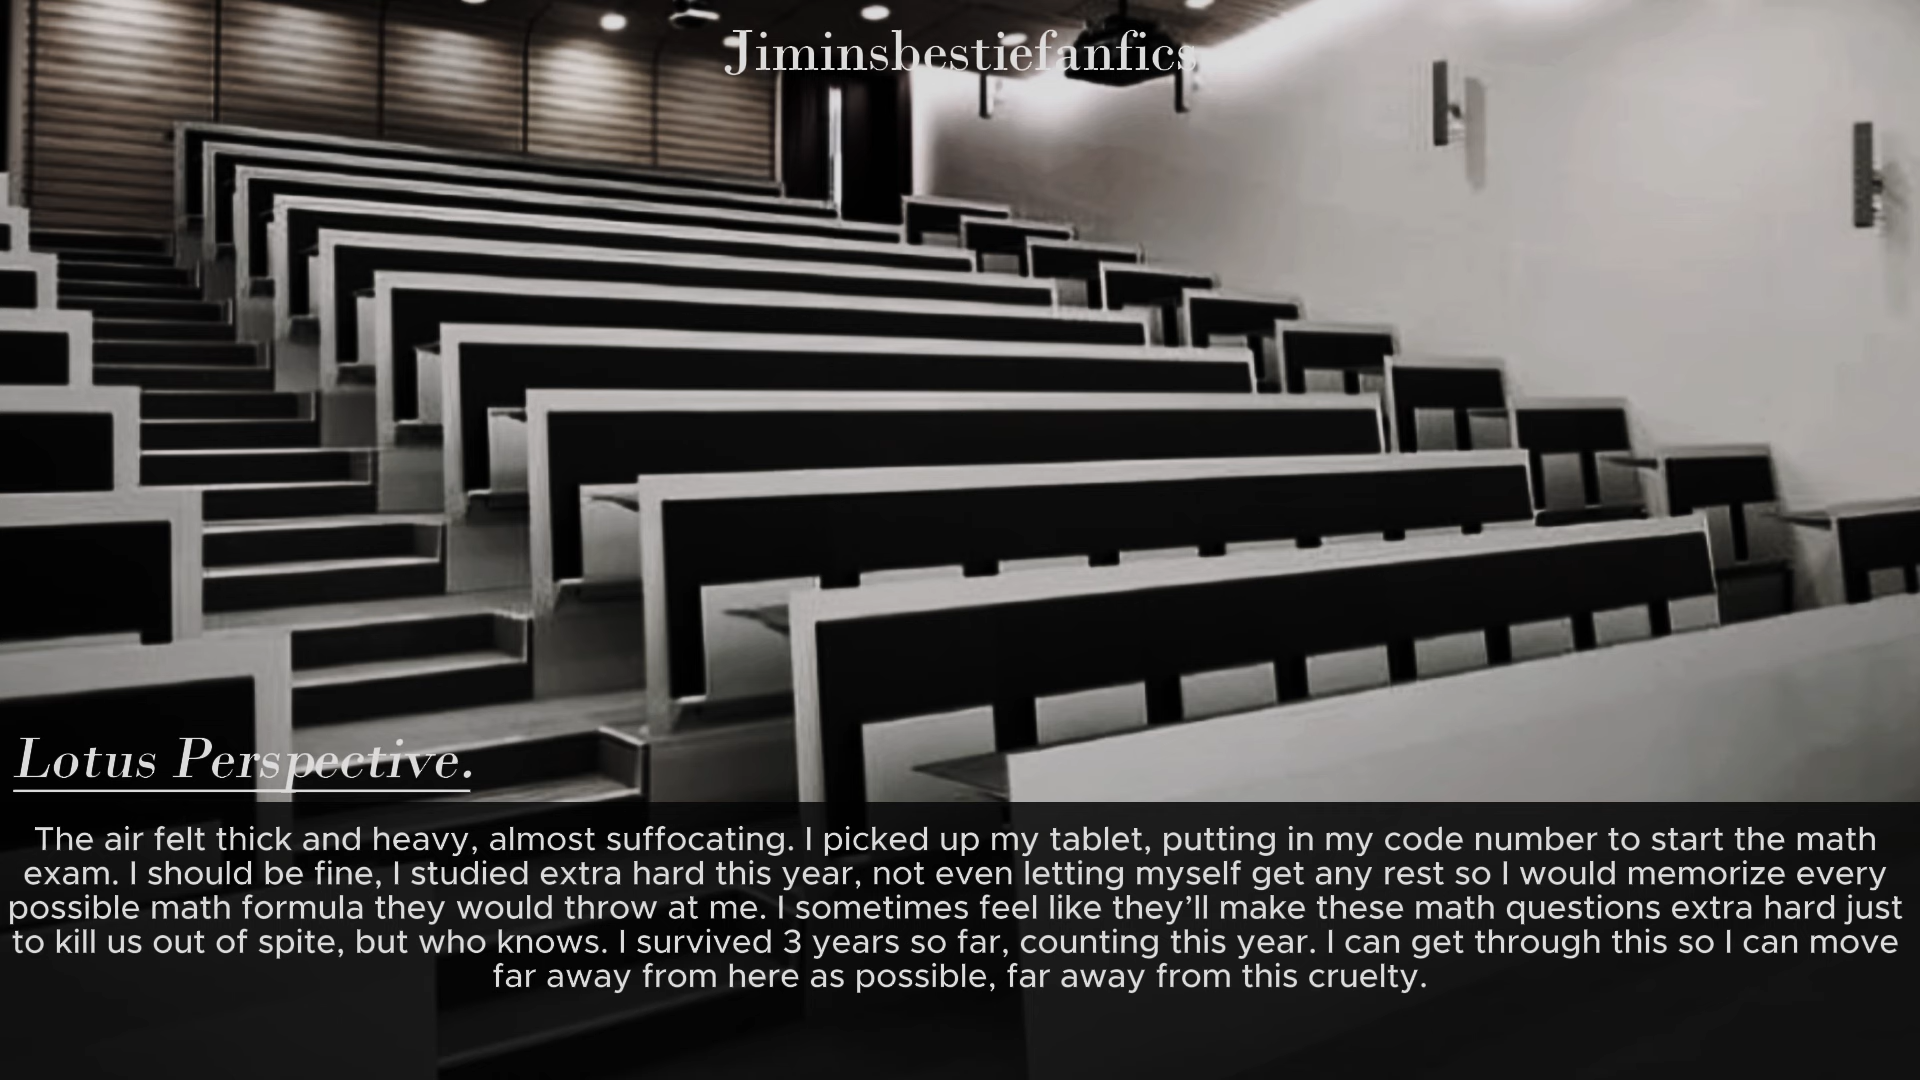 Jiminsbestiefanfics
Lotus Perspective.
The air felt thick and heavy, almost suffocating. I picked up my tablet, putting in my code number to start the math
exam. I should be fine, I studied extra hard this year, not even letting myself get any rest so I would memorize every
possible math formula they would throw at me. I sometimes feel like they’ll make these math questions extra hard just
to kill us out of spite, but who knows. I survived 3 years so far, counting this year. I can get through this so I can move
far away from here as possible, far away from this cruelty.